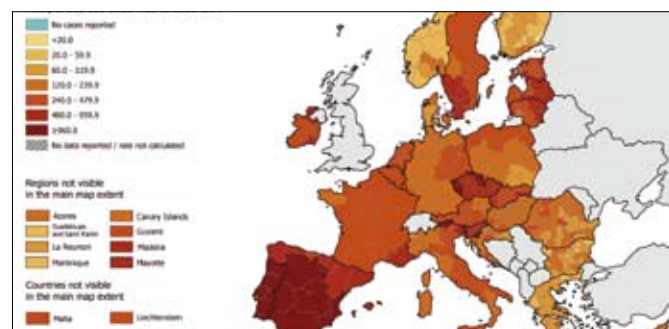 No cases reported
<20.0
20.0 - 59.9
60.0 - 119.9
120.0 - 239.9
240.0 - 479.9
480.0 - 959.9
≥960.0
No data reported / rate not calculated
Regions not visible
in the main map extent
Azores
Canary Islands
Guadeloupe
and Saint Martin
Guyane
La Reunion
Madeira
Martinique
Mayotte
Countries not visible
in the main map extent
Malta
Liechtenstein